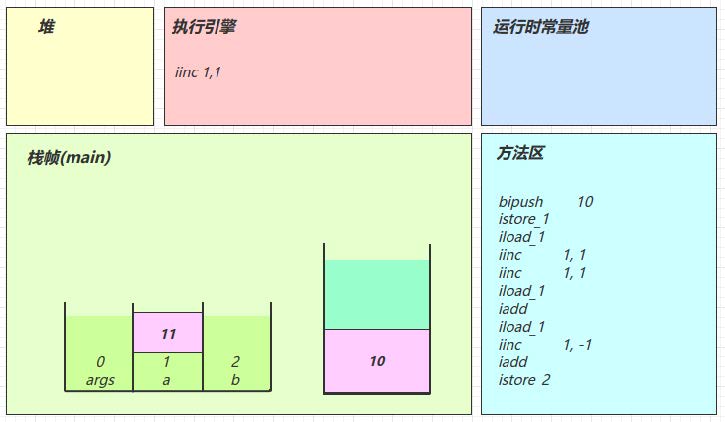 堆
执行引擎
iinc 1,1
运行时常量池
栈帧(main)
11
0 1 2
args a b
10
方法区
bipush 10
istore_1
iload_1
iinc 1, 1
iinc 1, 1
iload_1
iadd
iload_1
iinc 1, -1
iadd
istore 2